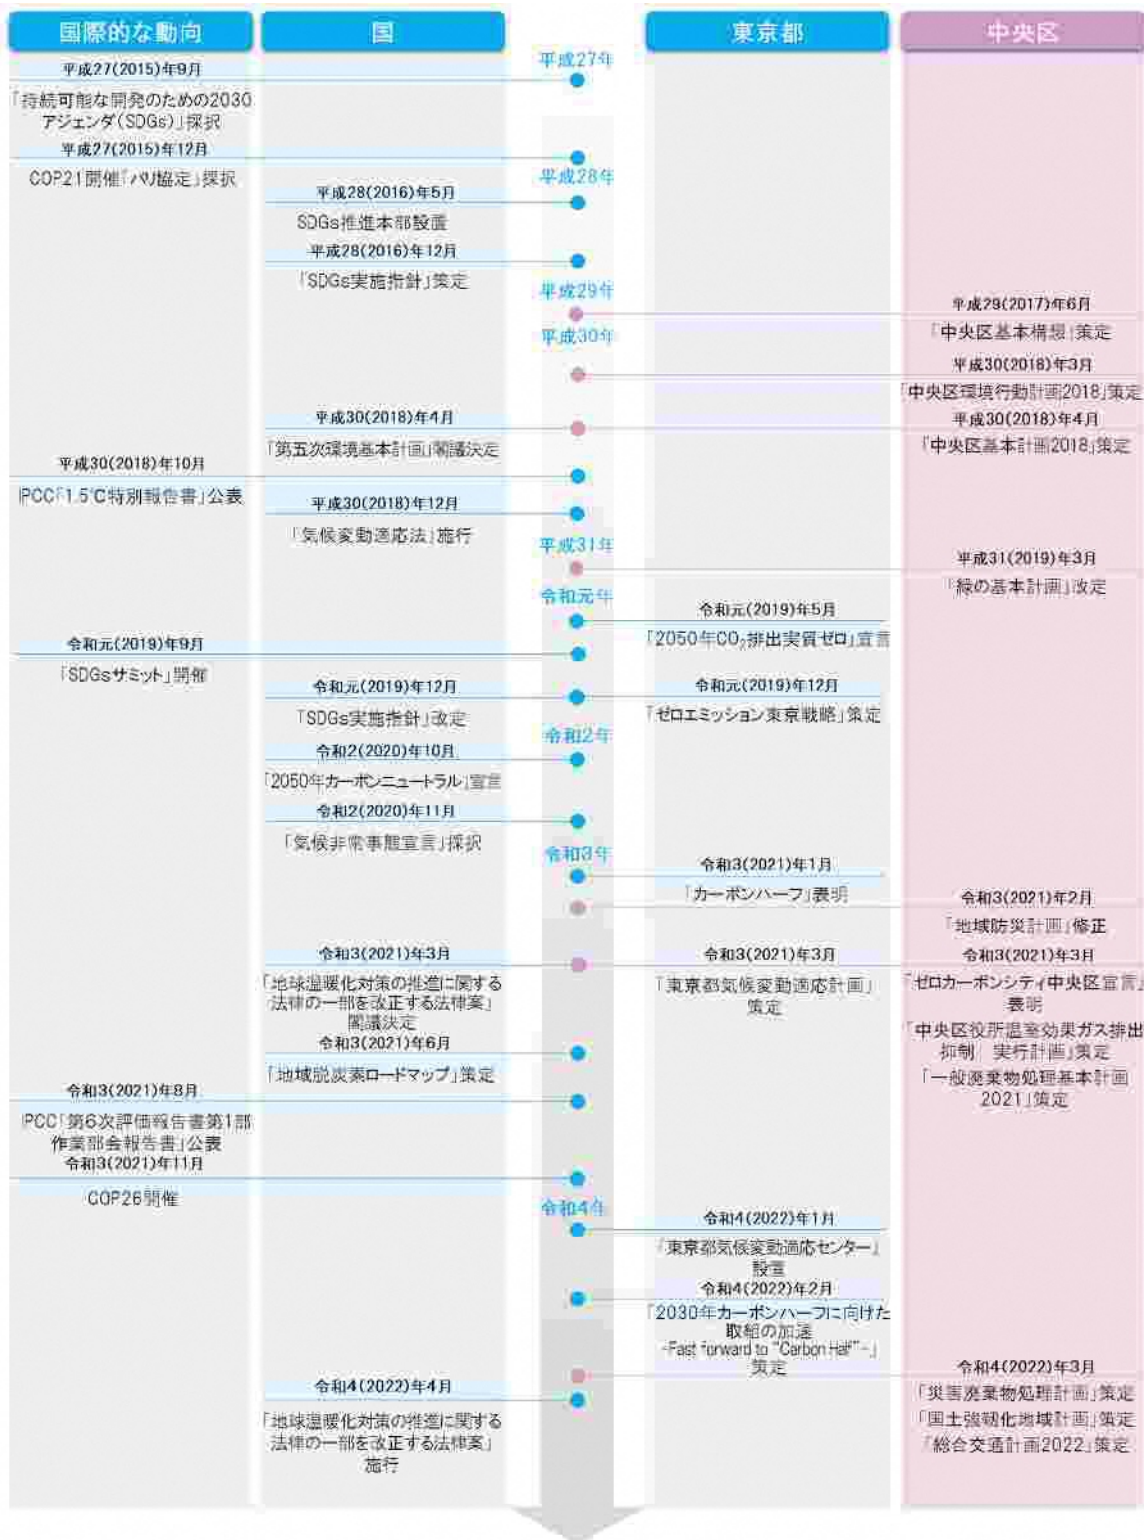 国際的な動向
国
東京都
中央区
平成27年
平成27(2015)年9月
「持続可能な開発のための2030
アジェンダ(SDGs)」採択
平成27(2015)年12月
COP21開催「パリ協定」採択
平成28年
平成28(2016)年5月
SDGs推進本部設置
平成28(2016)年12月
「SDGs実施指針」策定
平成29年
平成29(2017)年6月
「中央区基本構想」策定
平成30年
平成30(2018)年3月
「中央区環境行動計画2018」策定
平成30(2018)年4月
「第五次環境基本計画」閣議決定
平成30(2018)年4月
「中央区基本計画2018」策定
平成30(2018)年10月
IPCC「1.5℃特別報告書」公表
平成30(2018)年12月
「気候変動適応法」施行
平成31年
平成31(2019)年3月
「緑の基本計画」改定
令和元年
令和元(2019)年5月
「2050年CO₂排出実質ゼロ」宣言
令和元(2019)年9月
「SDGsサミット」開催
令和元(2019)年12月
「SDGs実施指針」改定
令和元(2019)年12月
「ゼロエミッション東京戦略」策定
令和2年
令和2(2020)年10月
「2050年カーボンニュートラル」宣言
令和2(2020)年11月
「気候非常事態宣言」採択
令和3年
令和3(2021)年1月
「カーボンハーフ」表明
令和3(2021)年2月
「地域防災計画」修正
令和3(2021)年3月
「地球温暖化対策の推進に関する
法律の一部を改正する法律案」
閣議決定
令和3(2021)年3月
「東京都気候変動適応計画」
策定
令和3(2021)年3月
「ゼロカーボンシティ中央区宣言」
表明
「中央区役所温室効果ガス排出
抑制 実行計画」策定
「一般廃棄物処理基本計画
2021」策定
令和3(2021)年6月
「地域脱炭素ロードマップ」策定
令和3(2021)年8月
IPCC「第6次評価報告書第1部
作業部会報告書」公表
令和3(2021)年11月
COP26開催
令和4年
令和4(2022)年1月
「東京都気候変動適応センター」
設置
令和4(2022)年2月
「2030年カーボンハーフに向けた
取組の加速
-Fast forward to "Carbon Half"-」
策定
令和4(2022)年3月
「災害廃棄物処理計画」策定
「国土強靭化地域計画」策定
「総合交通計画2022」策定
令和4(2022)年4月
「地球温暖化対策の推進に関する
法律の一部を改正する法律案」
施行